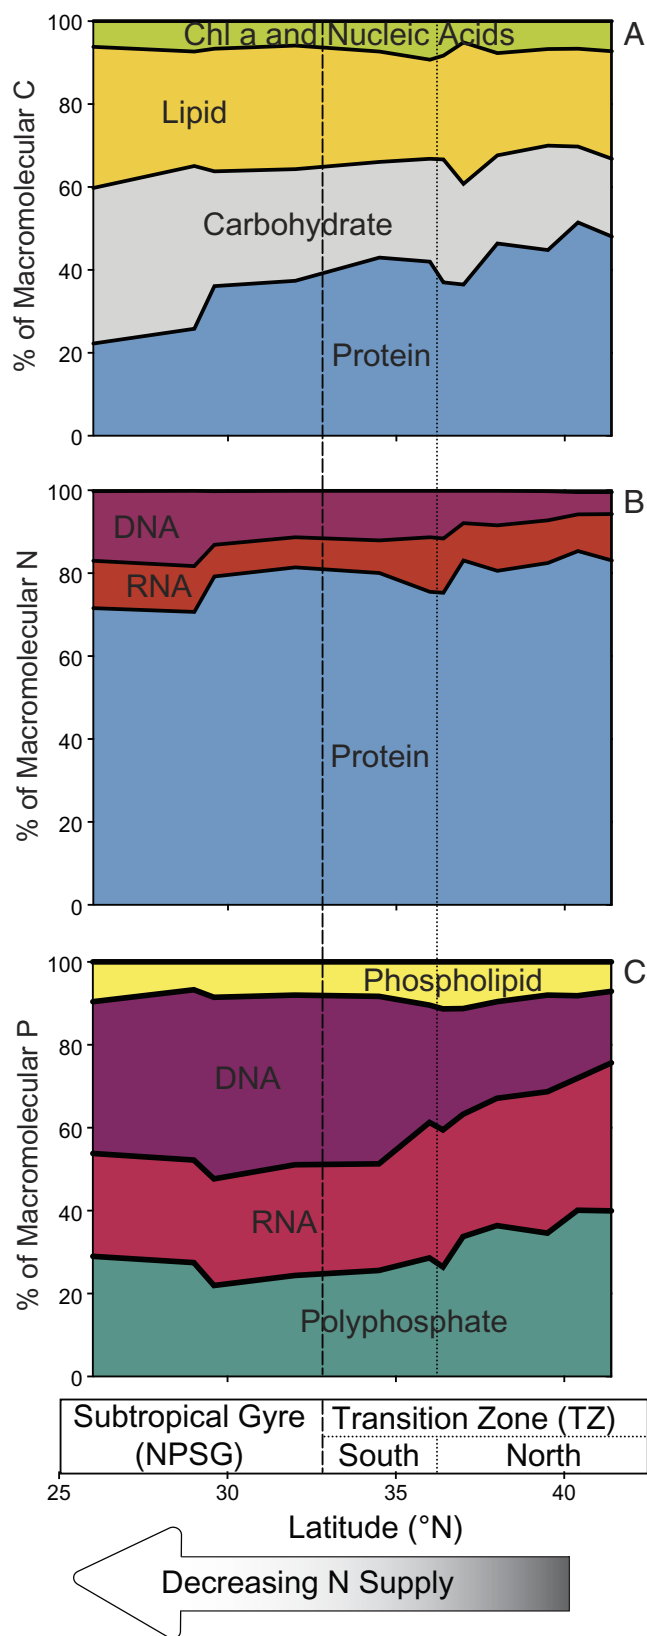 A
% of Macromolecular C
100
80
60
40
20
0
Chl a and Nucleic Acids
Lipid
Carbohydrate
Protein
B
% of Macromolecular N
100
80
60
40
20
0
DNA
RNA
Protein
C
% of Macromolecular P
100
80
60
40
20
0
Phospholipid
DNA
RNA
Polyphosphate
Subtropical Gyre
(NPSG)
Transition Zone (TZ)
South North
25 30 35 40
Latitude (°N)
Decreasing N Supply